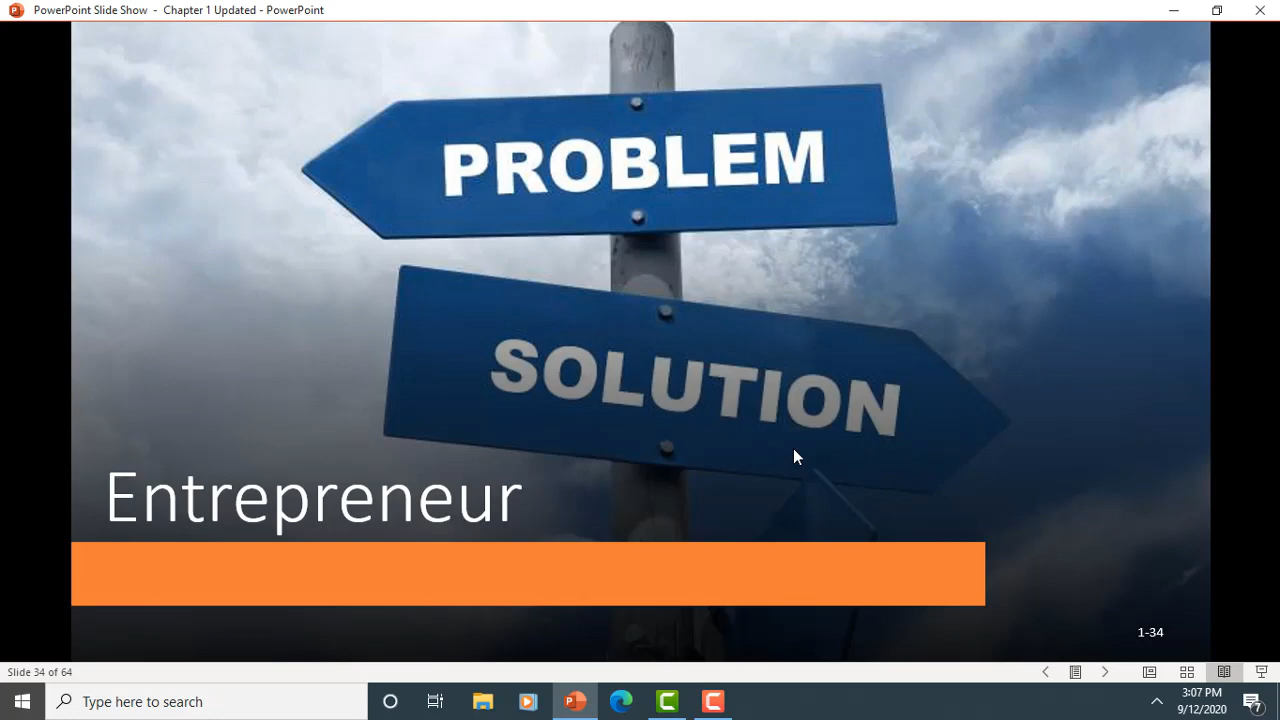 PowerPoint Slide Show - Chapter 1 Updated - PowerPoint
PROBLEM
SOLUTION
Entrepreneur
1-34
Slide 34 of 64
Type here to search
3:07 PM
9/12/2020
7